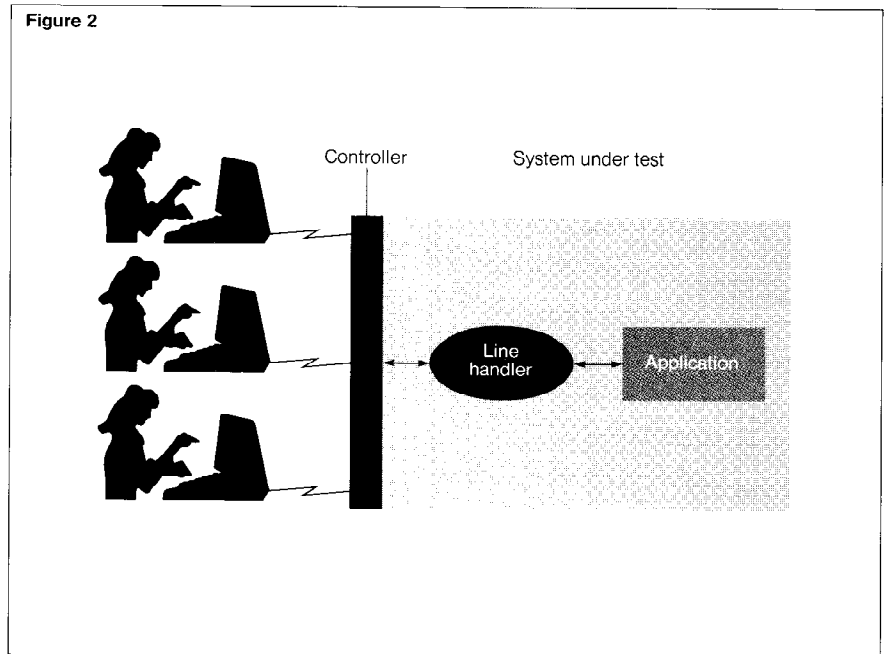 Figure 2
Controller
System under test
Line
handler
Application